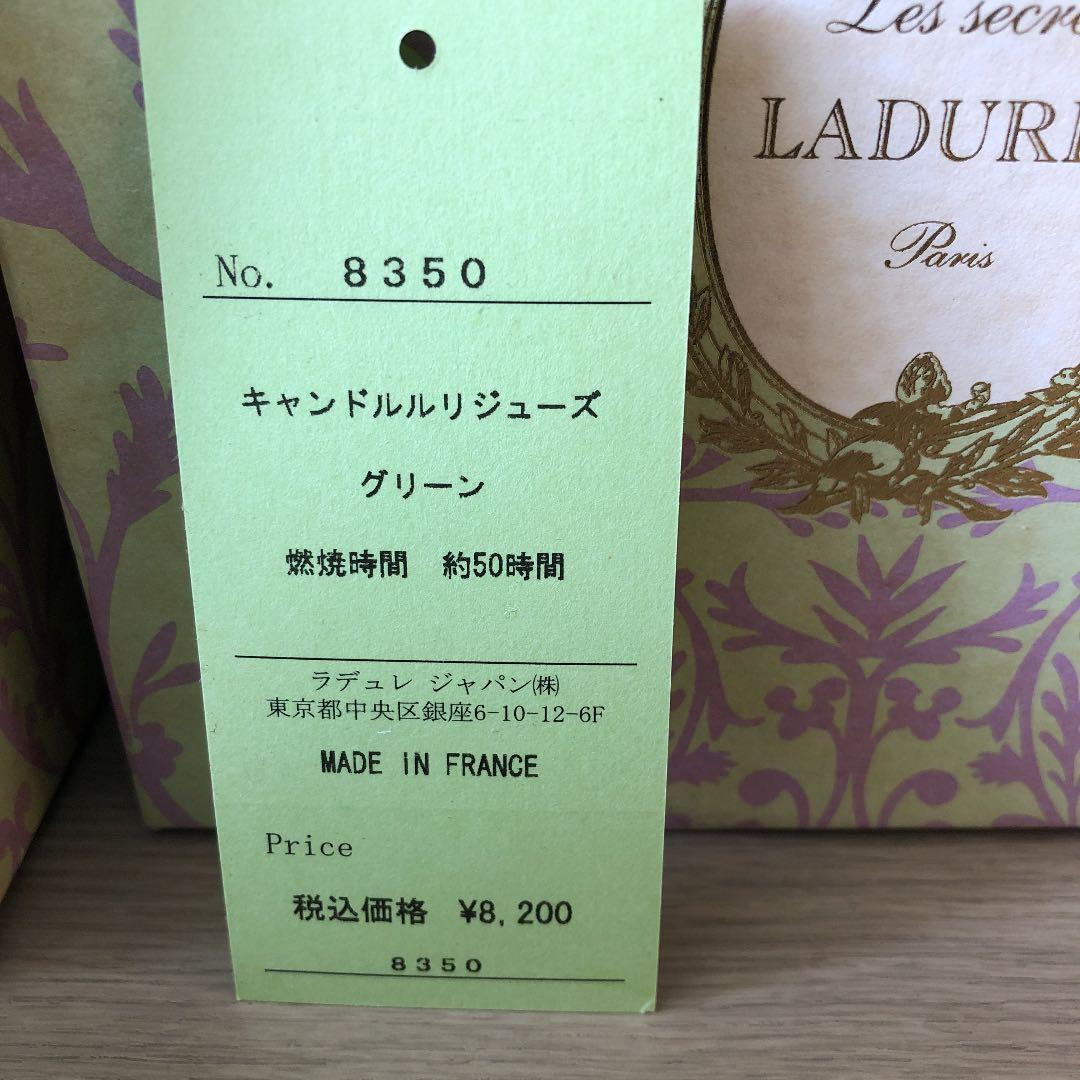 No. 8350
キャンドルルリジューズ
グリーン
燃焼時間 約50時間
ラデュレ ジャパン㈱
東京都中央区銀座6-10-12-6F
MADE IN FRANCE
Price
税込価格 ¥8,200
8350
Les
LADUR
Paris